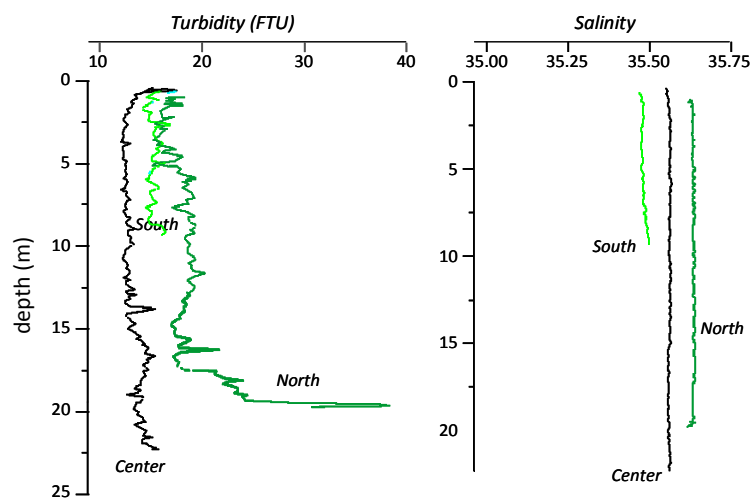 Turbidity (FTU)
10 20 30 40
depth (m)
0
5
10
15
20
25
South
North
Center
Salinity
35.00 35.25 35.50 35.75
0
5
10
15
20
South
North
Center